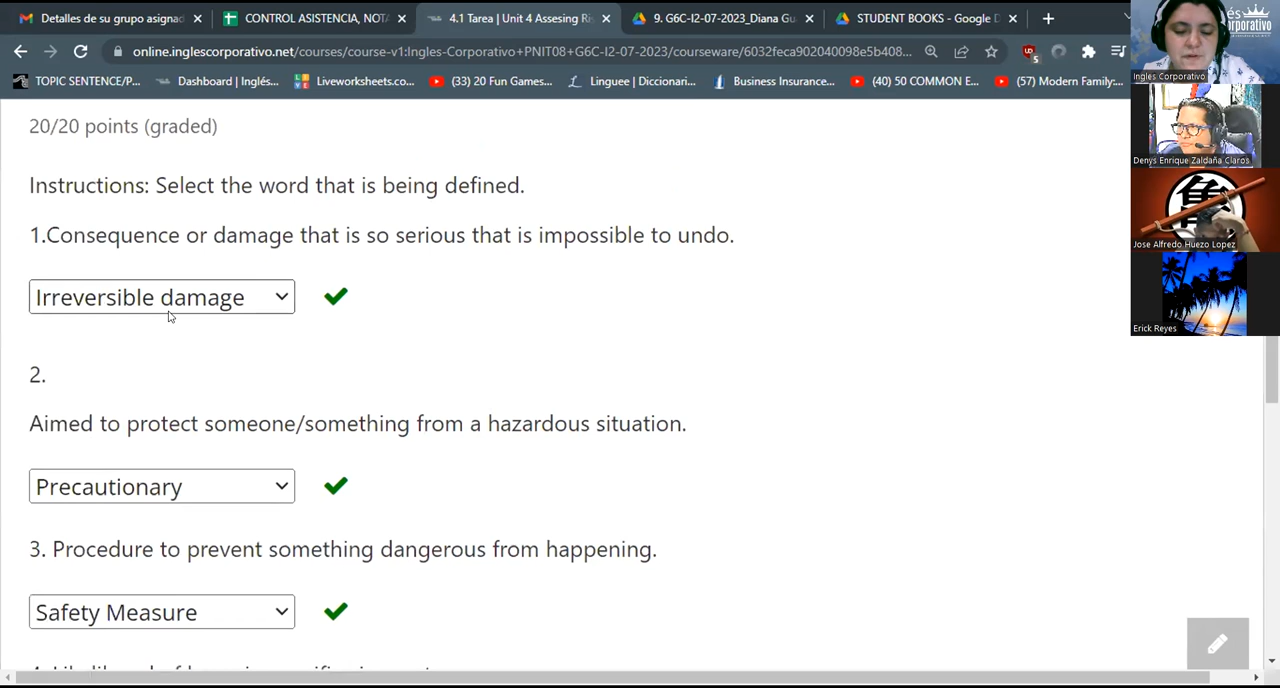 Detalles de su grupo asignad
CONTROL ASISTENCIA, NOTA
4.1 Tarea | Unit 4 Assesing Ris
9. G6C-I2-07-2023_Diana Gu
STUDENT BOOKS - Google D
online.inglescorporativo.net/courses/course-v1:Ingles-Corporativo+PNIT08+G6C-I2-07-2023/courseware/6032feca902040098e5b408...
5
TOPIC SENTENCE/P...
Dashboard | Inglés...
Liveworksheets.co...
(33) 20 Fun Games...
Linguee | Diccionari...
Business Insurance...
(40) 50 COMMON E...
(57) Modern Family:...
és
orporativo
Ingles Corporativo
Denys Enrique Zaldaña Claros
Jose Alfredo Huezo Lopez
Erick Reyes
20/20 points (graded)
Instructions: Select the word that is being defined.
1.Consequence or damage that is so serious that is impossible to undo.
Irreversible damage
2.
Aimed to protect someone/something from a hazardous situation.
Precautionary
3. Procedure to prevent something dangerous from happening.
Safety Measure